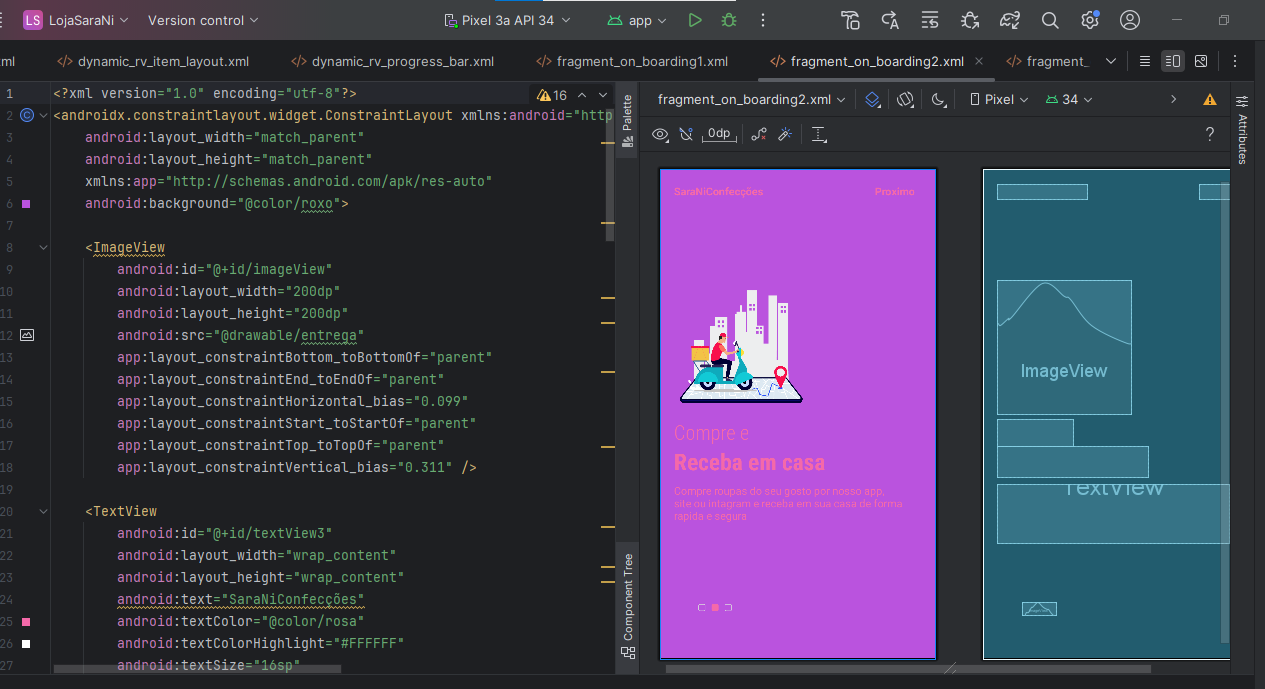 LS LojaSaraNi Version control Pixel 3a API 34 app
xml dynamic_rv_item_layout.xml dynamic_rv_progress_bar.xml fragment_on_boarding1.xml fragment_on_boarding2.xml fragment_
1 <?xml version="1.0" encoding="utf-8"?>
16
2 <androidx.constraintlayout.widget.ConstraintLayout xmlns:android="http
3 android:layout_width="match_parent"
4 android:layout_height="match_parent"
5 xmlns:app="http://schemas.android.com/apk/res-auto"
6 android:background="@color/roxo">
7
8 <ImageView
9 android:id="@+id/imageView"
10 android:layout_width="200dp"
11 android:layout_height="200dp"
12 android:src="@drawable/entrega"
13 app:layout_constraintBottom_toBottomOf="parent"
14 app:layout_constraintEnd_toEndOf="parent"
15 app:layout_constraintHorizontal_bias="0.099"
16 app:layout_constraintStart_toStartOf="parent"
17 app:layout_constraintTop_toTopOf="parent"
18 app:layout_constraintVertical_bias="0.311" />
19
20 <TextView
21 android:id="@+id/textView3"
22 android:layout_width="wrap_content"
23 android:layout_height="wrap_content"
24 android:text="SaraNiConfecções"
25 android:textColor="@color/rosa"
26 android:textColorHighlight="#FFFFFF"
27 android:textSize="16sp"
Palette
Component Tree
fragment_on_boarding2.xml Pixel 34
0dp ?
Attributes
SaraNiConfecções Proximo
Compre e
Receba em casa
Compre roupas do seu gosto por nosso app,
site ou intagram e receba em sua casa de forma
rapida e segura
ImageView
TextView